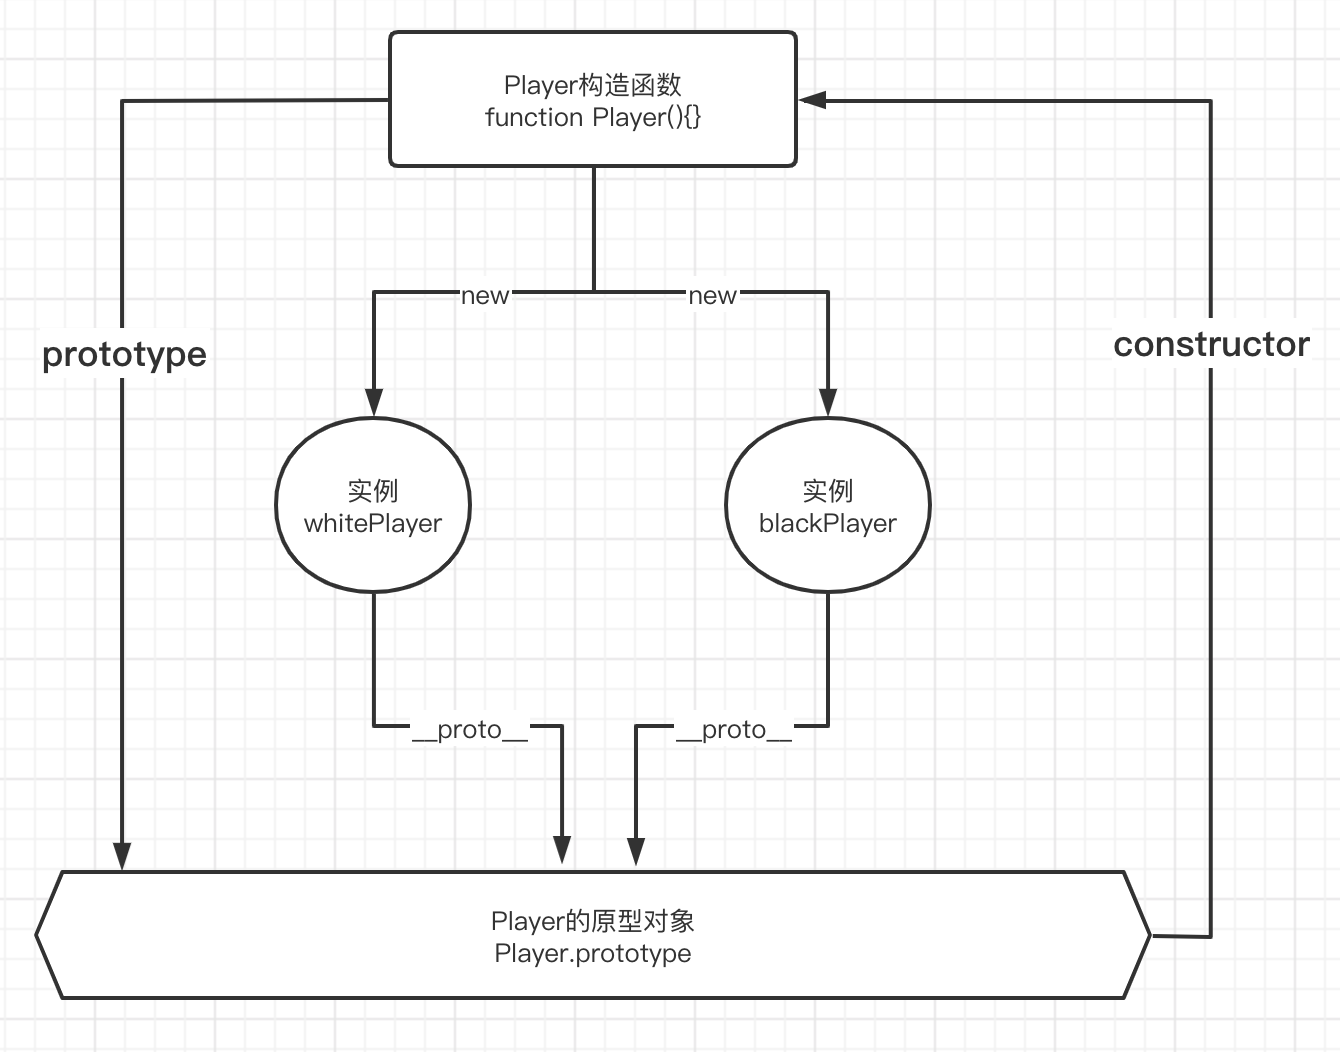 Player构造函数
function Player(){}
new
new
prototype
constructor
实例
whitePlayer
实例
blackPlayer
__proto__
__proto__
Player的原型对象
Player.prototype